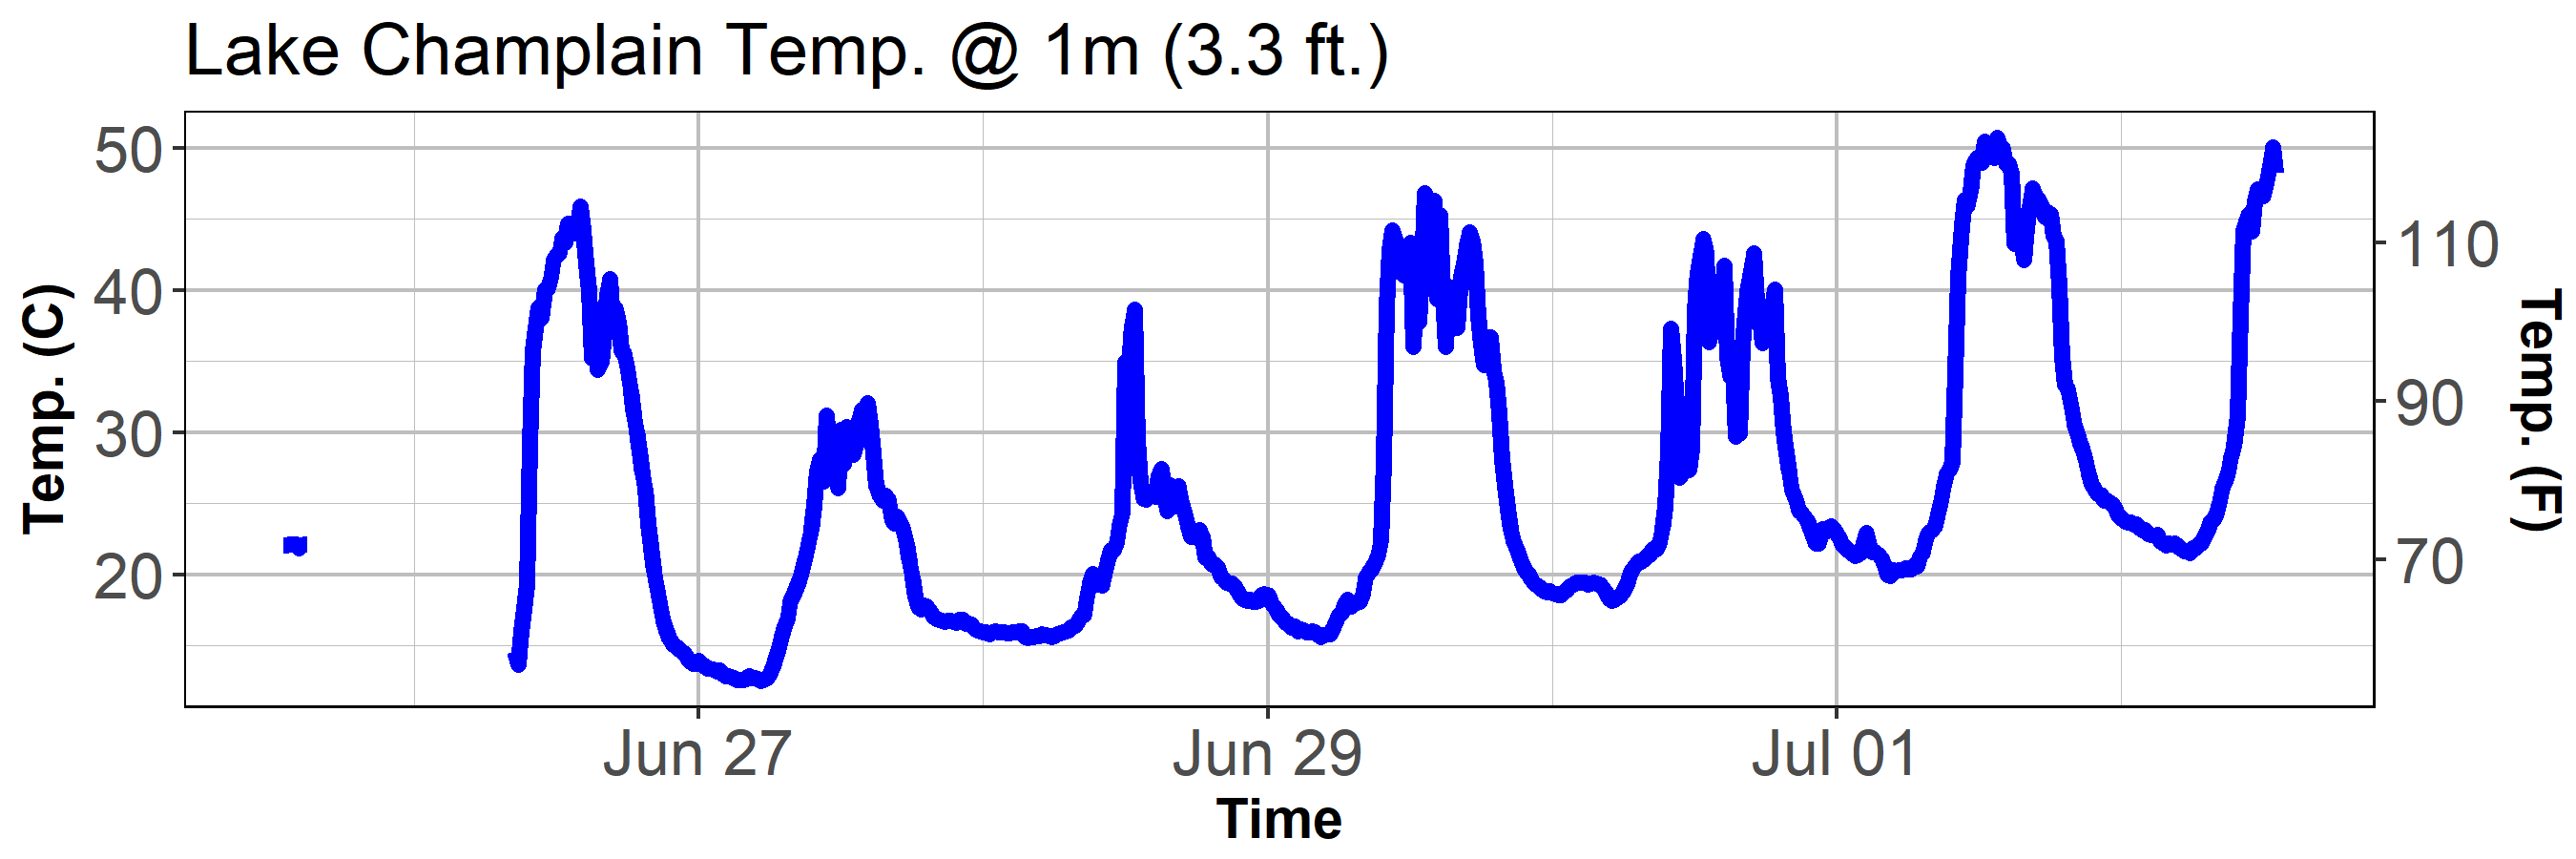 Lake Champlain Temp. @ 1m (3.3 ft.)
50
40
30
20
Temp. (C)
110
90
70
Temp. (F)
Jun 27
Jun 29
Jul 01
Time